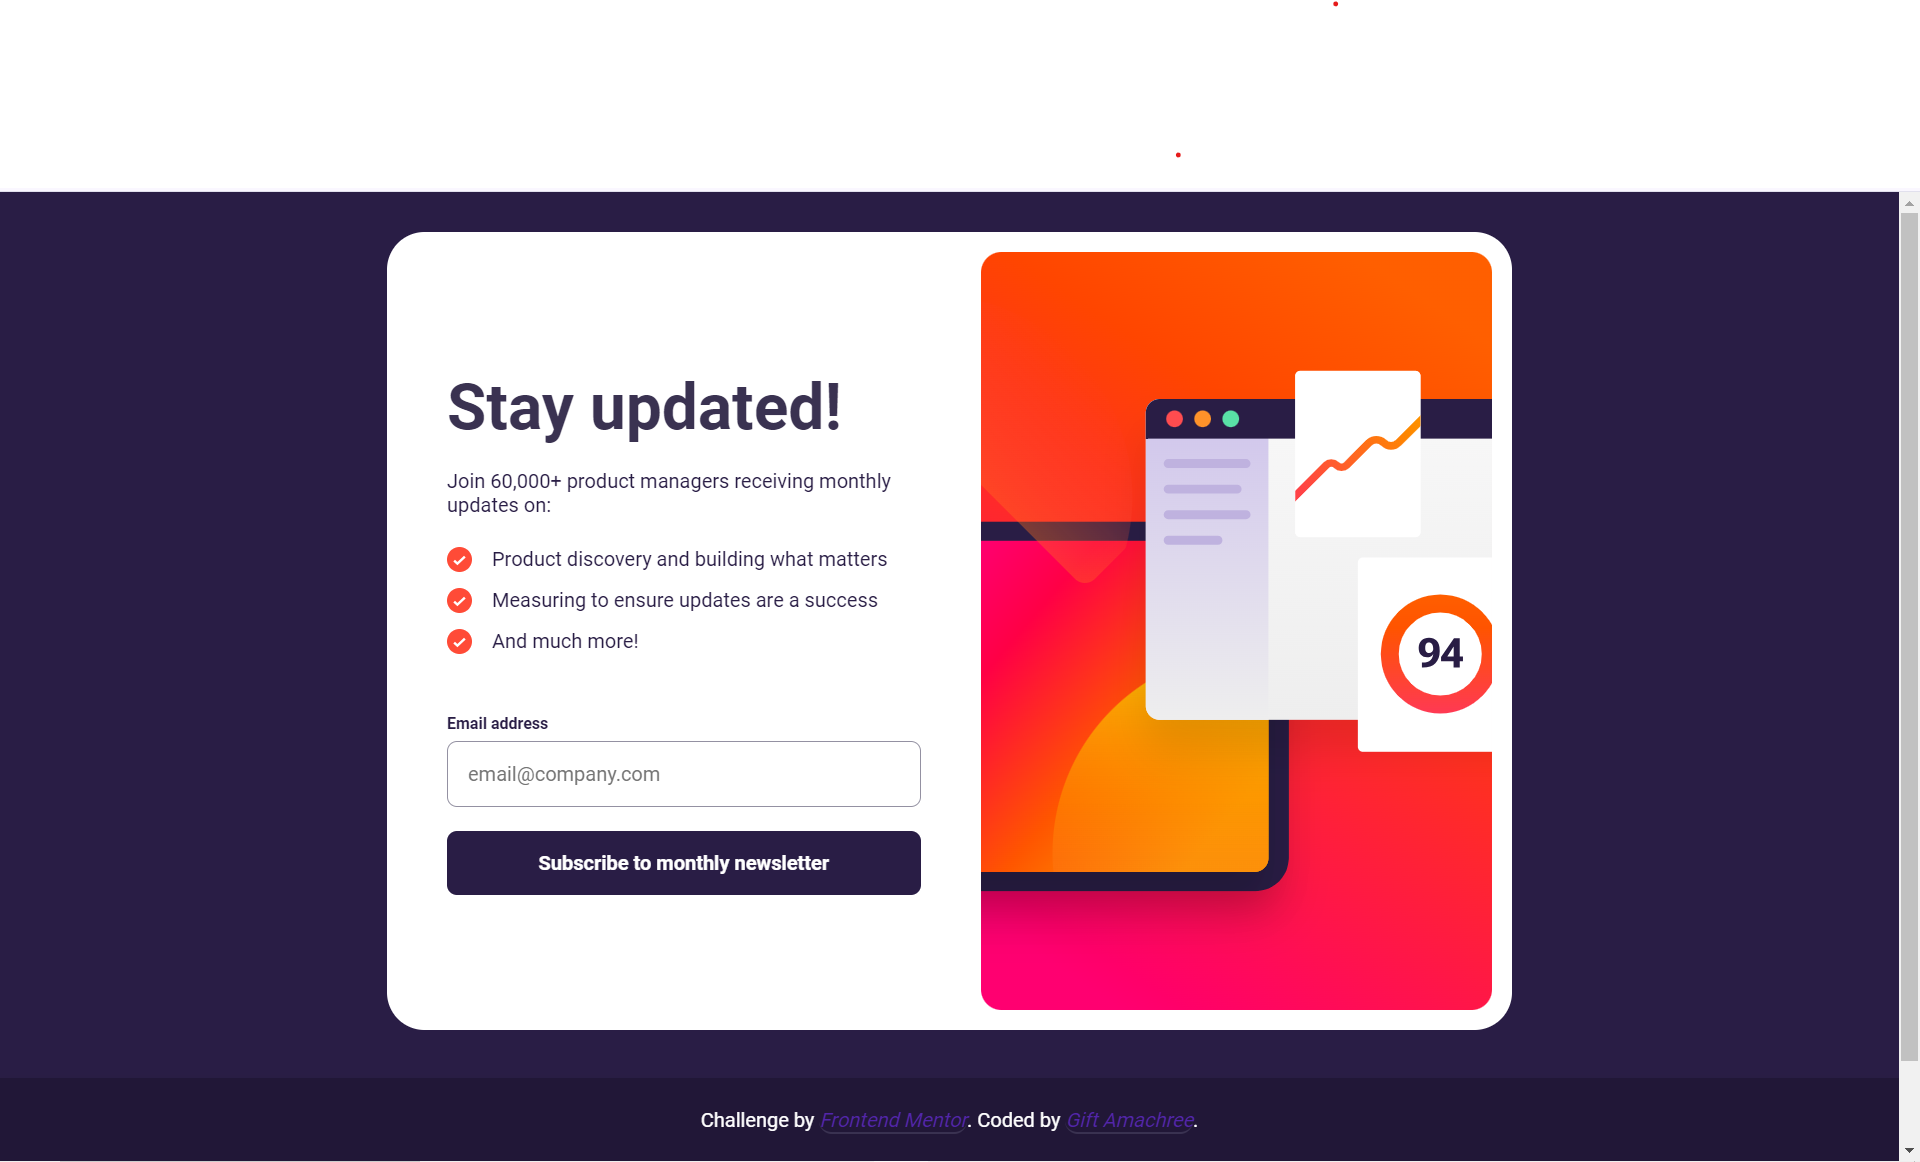 Stay updated!
Join 60,000+ product managers receiving monthly
updates on:
Product discovery and building what matters
Measuring to ensure updates are a success
And much more!
Email address
email@company.com
Subscribe to monthly newsletter
94
Challenge by Frontend Mentor. Coded by Gift Amachree.